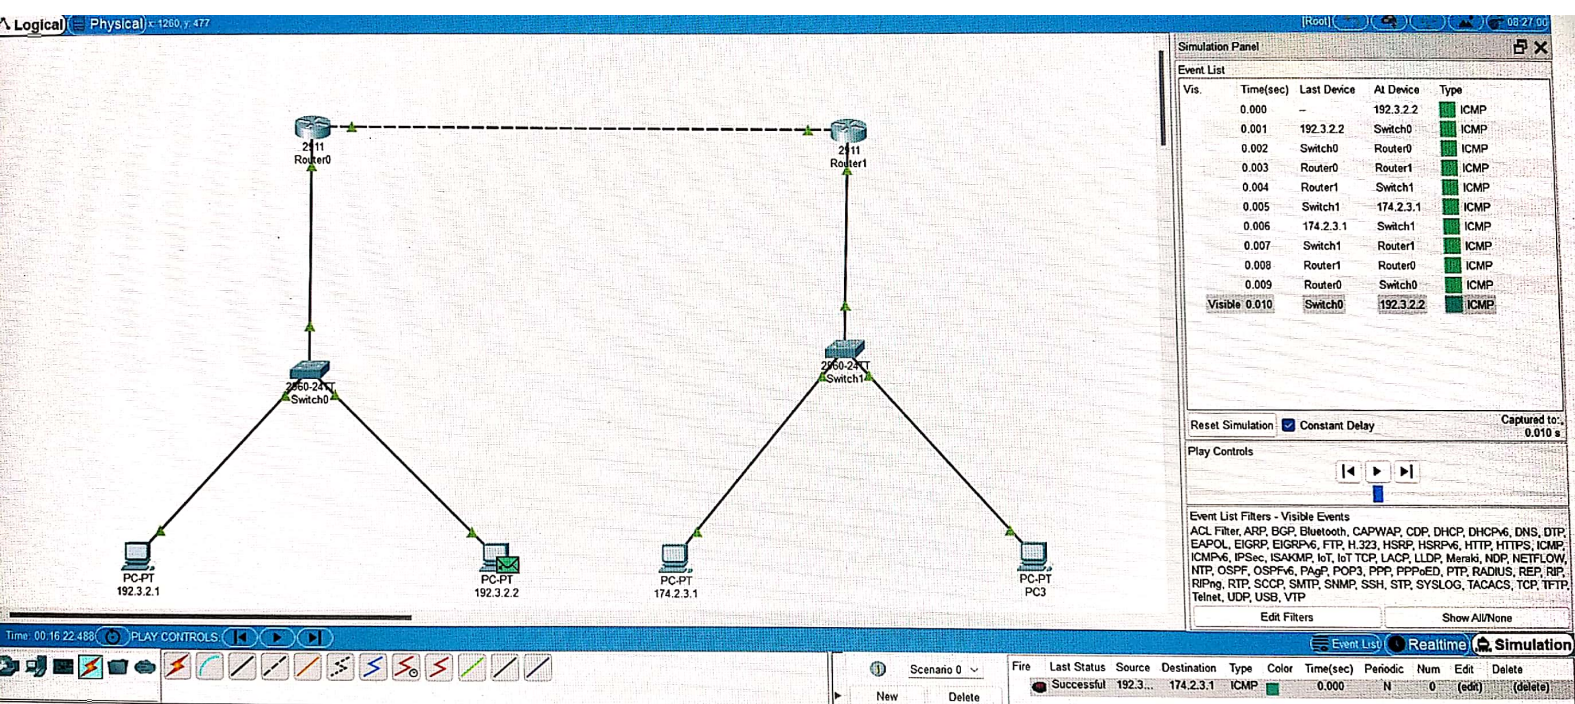 Logical Physical x: 1260, y: 477 [Root] 08:27:00
Simulation Panel
Event List
Vis. Time(sec) Last Device At Device Type
0.000 -- 192.3.2.2 ICMP
0.001 192.3.2.2 Switch0 ICMP
0.002 Switch0 Router0 ICMP
0.003 Router0 Router1 ICMP
0.004 Router1 Switch1 ICMP
0.005 Switch1 174.2.3.1 ICMP
0.006 174.2.3.1 Switch1 ICMP
0.007 Switch1 Router1 ICMP
0.008 Router1 Router0 ICMP
0.009 Router0 Switch0 ICMP
Visible 0.010 Switch0 192.3.2.2 ICMP
Reset Simulation Constant Delay
Captured to:
0.010 s
Play Controls
Event List Filters - Visible Events
ACL Filter, ARP, BGP, Bluetooth, CAPWAP, CDP, DHCP, DHCPv6, DNS, DTP,
EAPOL, EIGRP, EIGRPv6, FTP, H.323, HSRP, HSRPv6, HTTP, HTTPS, ICMP,
ICMPv6, IPSec, ISAKMP, IoT, IoT TCP, LACP, LLDP, Meraki, NDP, NETFLOW,
NTP, OSPF, OSPFv6, PAgP, POP3, PPP, PPPoED, PTP, RADIUS, REP, RIP,
RIPng, RTP, SCCP, SMTP, SNMP, SSH, STP, SYSLOG, TACACS, TCP, TFTP,
Telnet, UDP, USB, VTP
Edit Filters Show All/None
2911
Router0
2911
Router1
2960-24TT
Switch0
2960-24TT
Switch1
PC-PT
192.3.2.1
PC-PT
192.3.2.2
PC-PT
174.2.3.1
PC-PT
PC3
Time: 00:16:22.488 PLAY CONTROLS: Event List Realtime Simulation
Scenario 0
New Delete
Fire Last Status Source Destination Type Color Time(sec) Periodic Num Edit Delete
Successful 192.3... 174.2.3.1 ICMP 0.000 N 0 (edit) (delete)